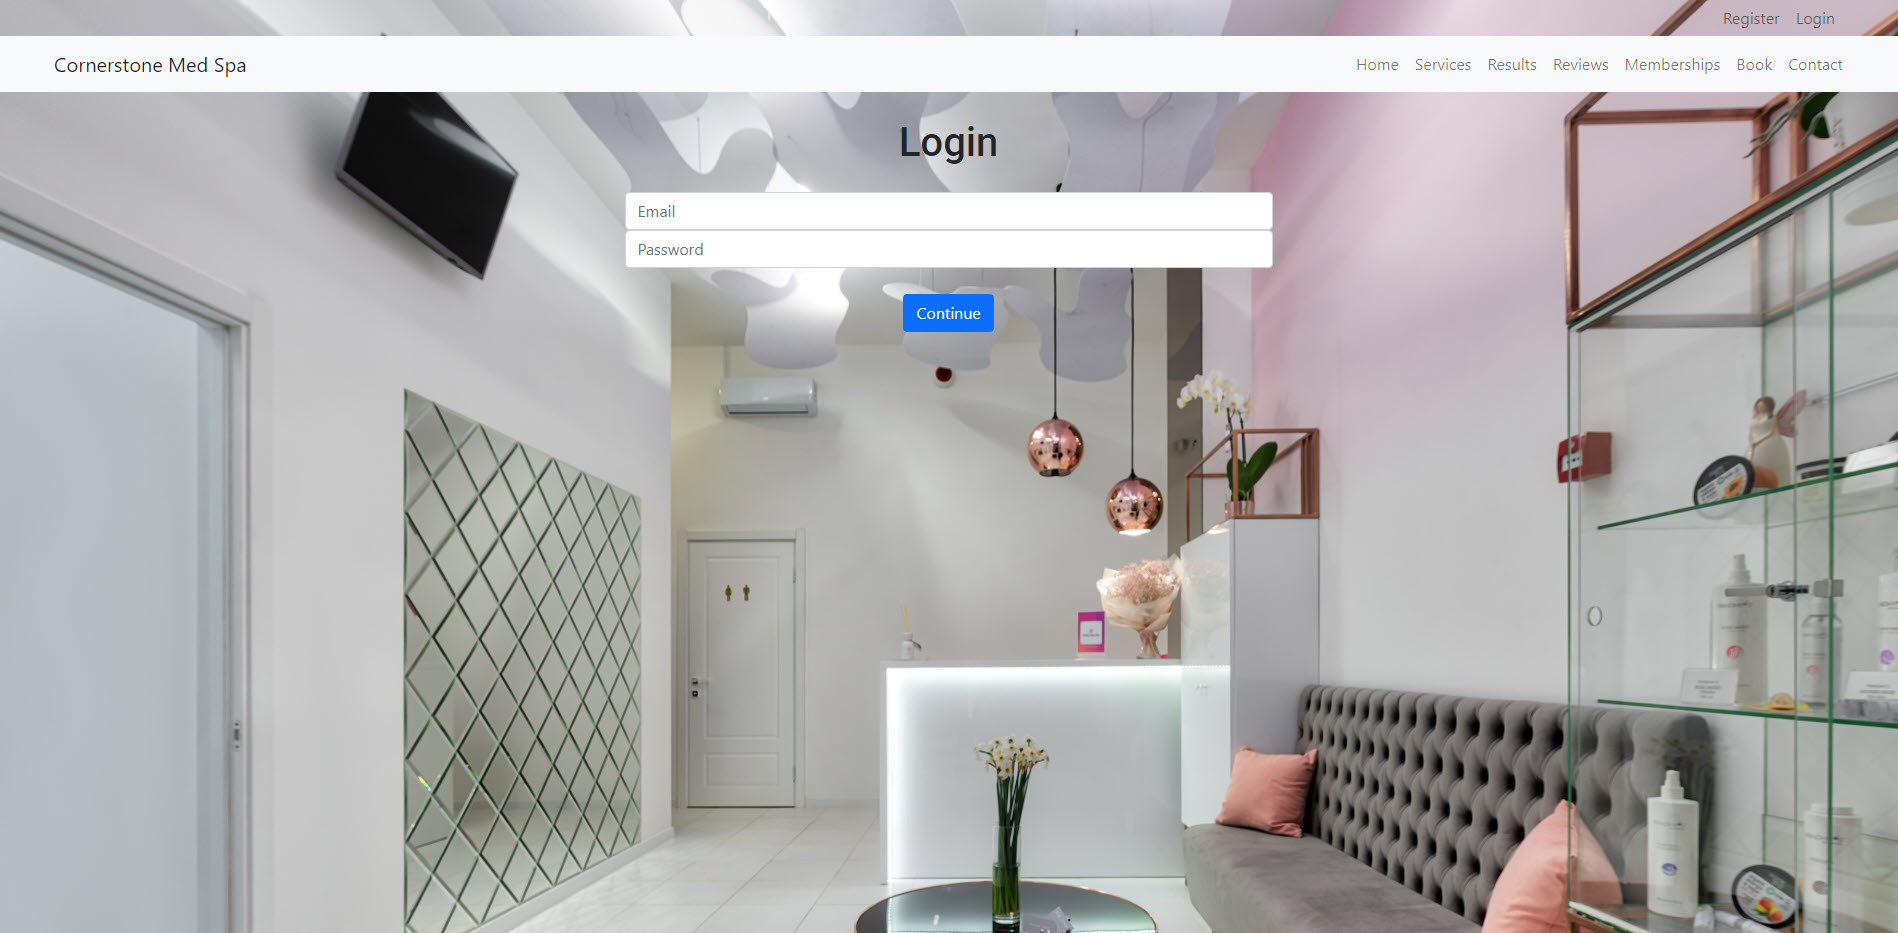 Register Login
Cornerstone Med Spa
Home Services Results Reviews Memberships Book Contact
Login
Email
Password
Continue